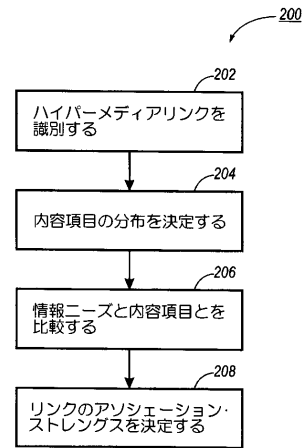 200
202
ハイパーメディアリンクを
識別する
204
内容項目の分布を決定する
206
情報ニーズと内容項目とを
比較する
208
リンクのアソシェーション・
ストレングスを決定する